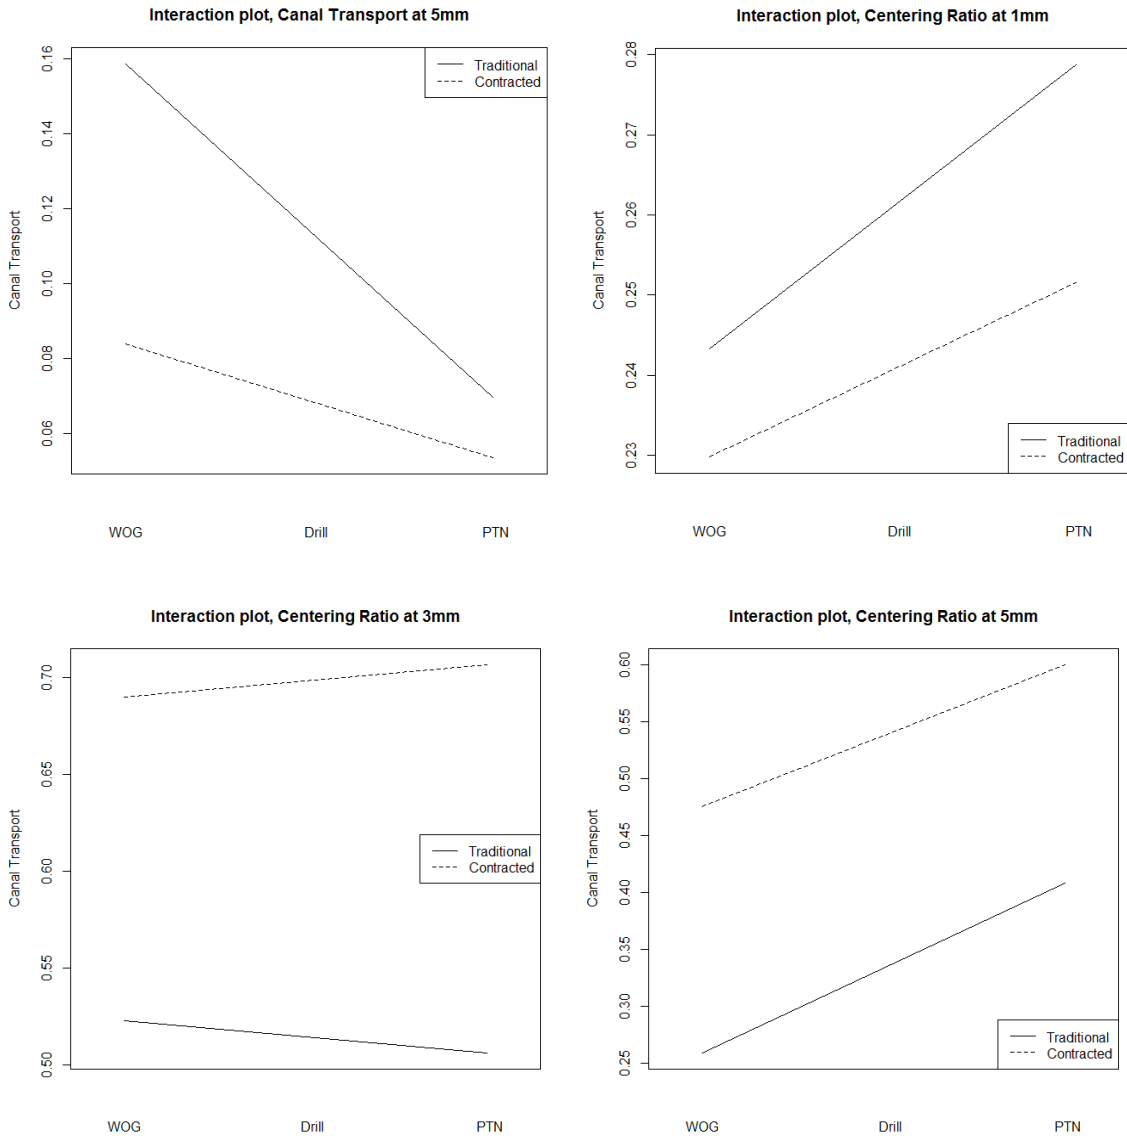 Interaction plot, Canal Transport at 5mm
Canal Transport
0.16
0.14
0.12
0.10
0.08
0.06
Traditional
Contracted
WOG Drill PTN
Interaction plot, Centering Ratio at 1mm
Canal Transport
0.28
0.27
0.26
0.25
0.24
0.23
Traditional
Contracted
WOG Drill PTN
Interaction plot, Centering Ratio at 3mm
Canal Transport
0.70
0.65
0.60
0.55
0.50
Traditional
Contracted
WOG Drill PTN
Interaction plot, Centering Ratio at 5mm
Canal Transport
0.60
0.55
0.50
0.45
0.40
0.35
0.30
0.25
Traditional
Contracted
WOG Drill PTN